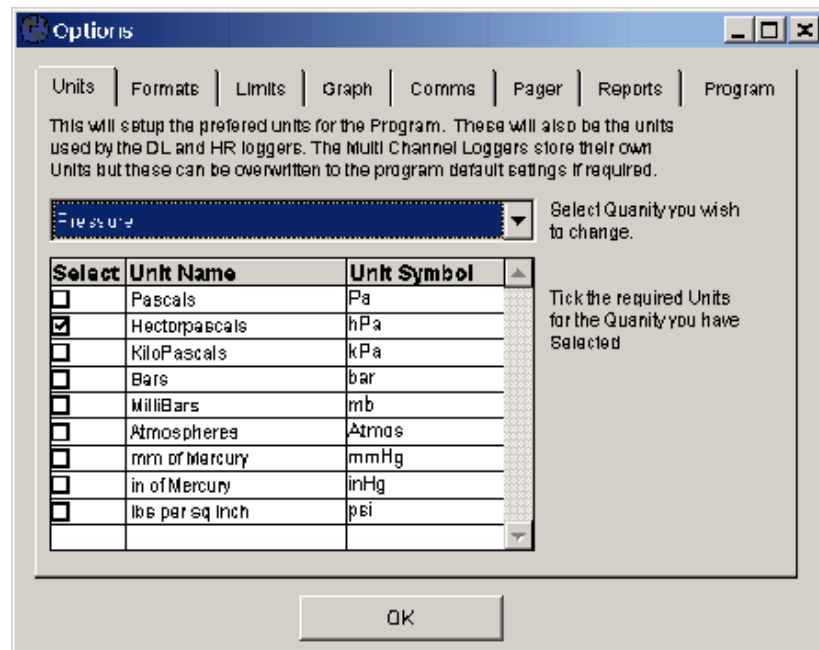 Options
Units Formats Limits Graph Comms Pager Reports Program
This will setup the prefered units for the Program. These will also be the units
used by the DL and HR loggers. The Multi Channel Loggers store their own
Units but these can be overwritten to the program default setings if required.
Pressure
Select Quanity you wish
to change.
Select Unit Name Unit Symbol
Pascals Pa
Hectorpascals hPa
KiloPascals kPa
Bars bar
MilliBars mb
Atmospheres Atmos
mm of Mercury mmHg
in of Mercury inHg
lbs per sq inch psi
Tick the required Units
for the Quanity you have
Selected
OK